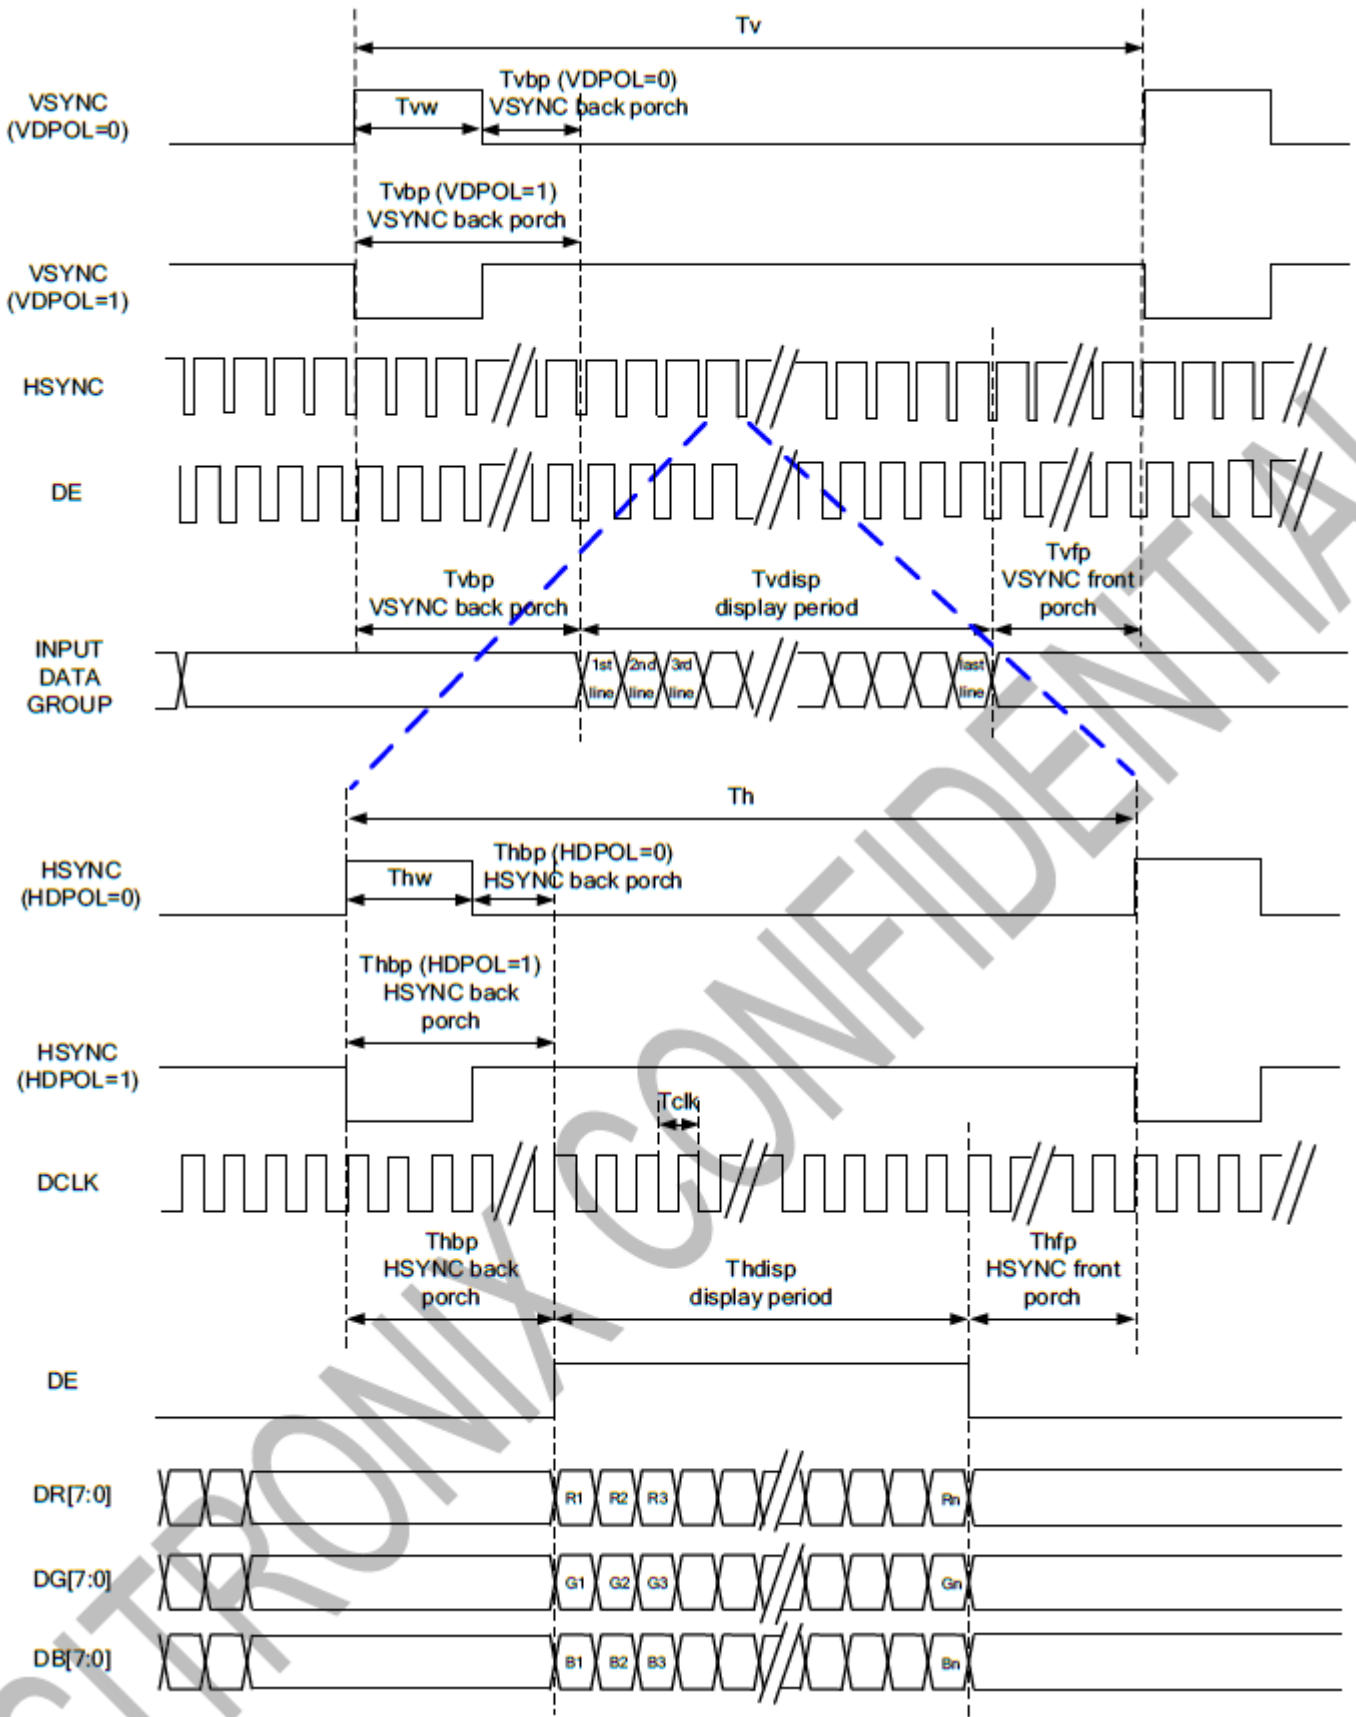 Tv
Tvbp (VDPOL=0)
VSYNC back porch
VSYNC
(VDPOL=0)
Tvw
Tvbp (VDPOL=1)
VSYNC back porch
VSYNC
(VDPOL=1)
HSYNC
DE
Tvbp
VSYNC back porch
Tvdisp
display period
Tvfp
VSYNC front
porch
INPUT
DATA
GROUP
1st
line
2nd
line
3rd
line
last
line
Th
Thbp (HDPOL=0)
HSYNC back porch
HSYNC
(HDPOL=0)
Thw
Thbp (HDPOL=1)
HSYNC back
porch
HSYNC
(HDPOL=1)
Tclk
DCLK
Thbp
HSYNC back
porch
Thdisp
display period
Thfp
HSYNC front
porch
DE
DR[7:0]
R1 R2 R3 Rn
DG[7:0]
G1 G2 G3 Gn
DB[7:0]
B1 B2 B3 Bn
CONFIDENTIAL